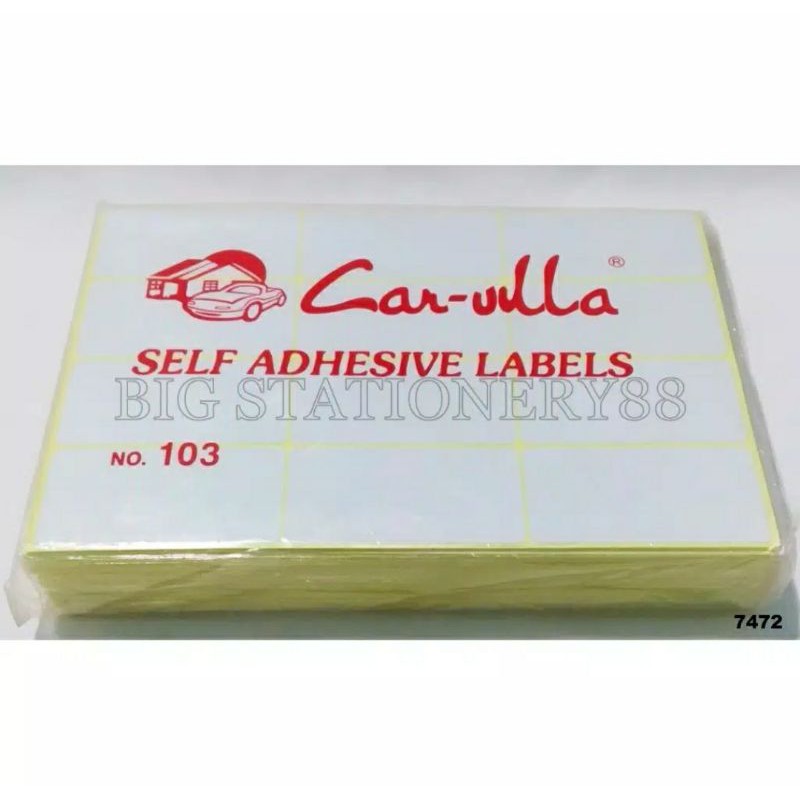 Car-villa ®
SELF ADHESIVE LABELS
BIG STATIONERY88
NO. 103
7472